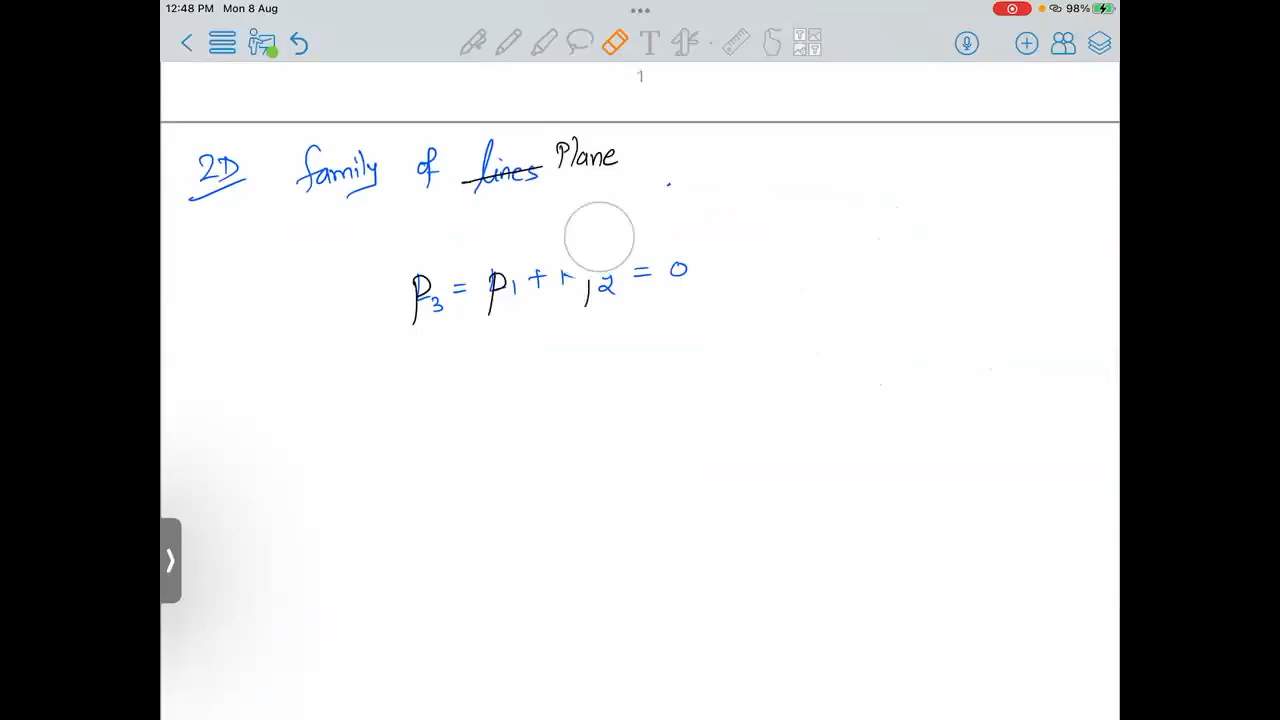 12:48 PM Mon 8 Aug 98%
T
1
2D family of lines Plane
P3 = P1 + 2 = 0